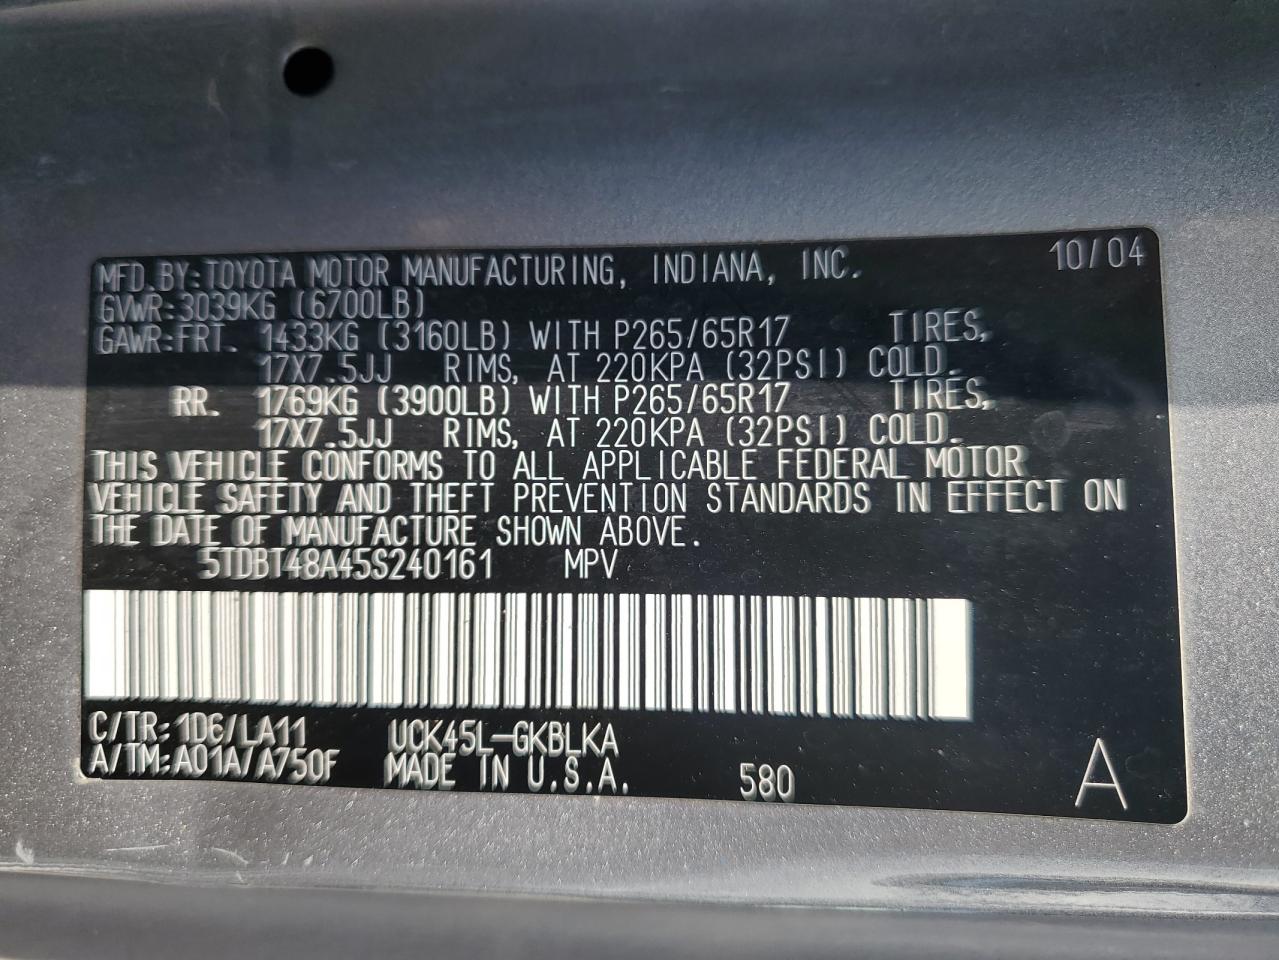 MFD.BY:TOYOTA MOTOR MANUFACTURING, INDIANA, INC. 10/04
GVWR:3039KG (6700LB)
GAWR:FRT. 1433KG (3160LB) WITH P265/65R17 TIRES,
17X7.5JJ RIMS, AT 220KPA (32PSI) COLD.
RR. 1769KG (3900LB) WITH P265/65R17 TIRES,
17X7.5JJ RIMS, AT 220KPA (32PSI) COLD.
THIS VEHICLE CONFORMS TO ALL APPLICABLE FEDERAL MOTOR
VEHICLE SAFETY AND THEFT PREVENTION STANDARDS IN EFFECT ON
THE DATE OF MANUFACTURE SHOWN ABOVE.
5TDBT48A45S240161 MPV
C/TR:1D6/LA11 UCK45L-GKBLKA
A/TM:A01A/A750F MADE IN U.S.A. 580 A